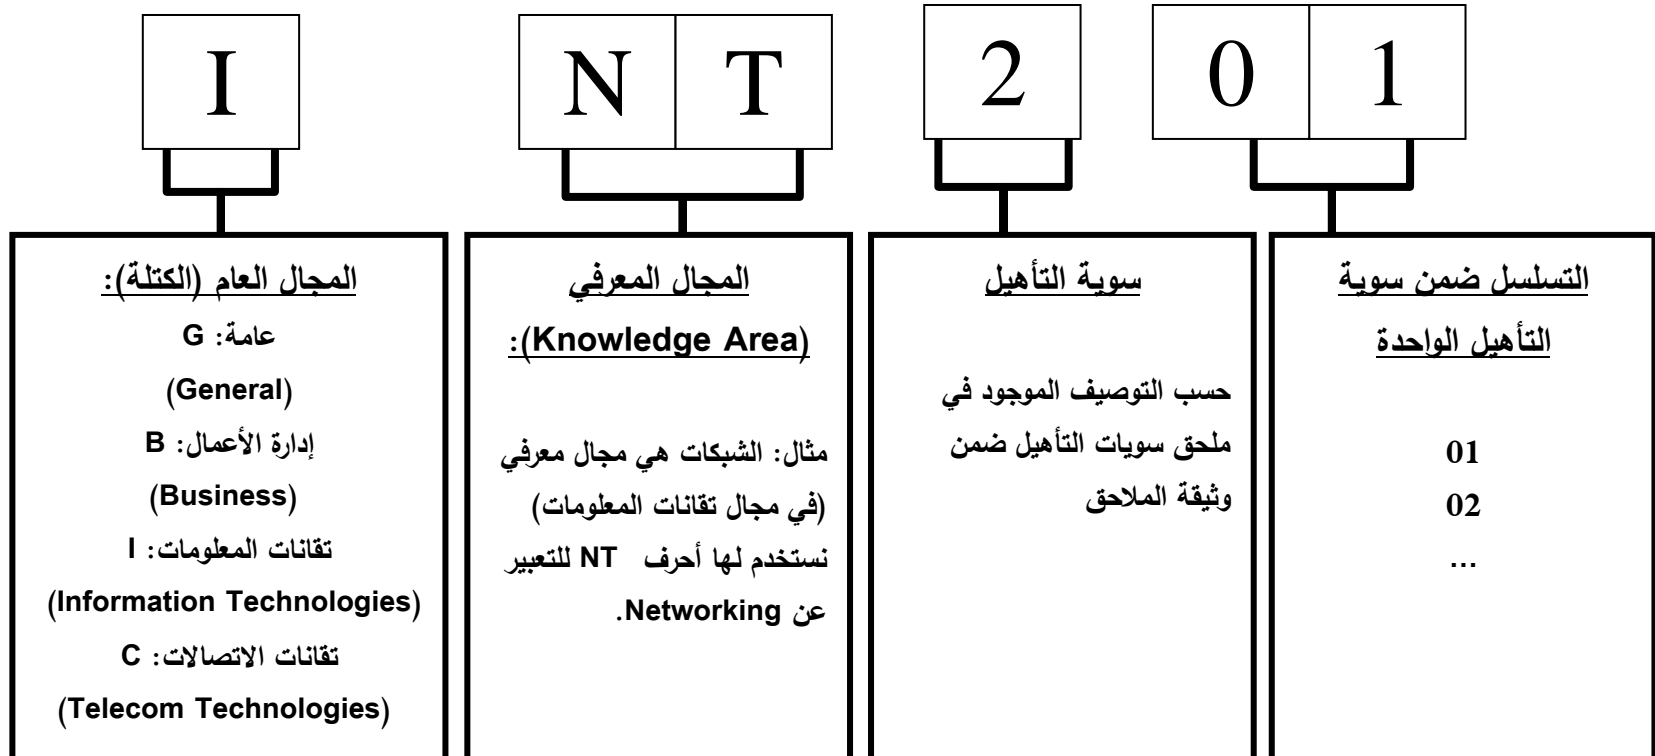 I
N T
2
0 1
المجال العام (الكتلة):
عامة: G
(General)
إدارة الأعمال: B
(Business)
تقانات المعلومات: I
(Information Technologies)
تقانات الاتصالات: C
(Telecom Technologies)
المجال المعرفي
(Knowledge Area):
مثال: الشبكات هي مجال معرفي
(في مجال تقانات المعلومات)
نستخدم لها أحرف NT للتعبير
عن Networking.
سوية التأهيل
حسب التوصيف الموجود في
ملحق سويات التأهيل ضمن
وثيقة الملاحق
التسلسل ضمن سوية
التأهيل الواحدة
01
02
...